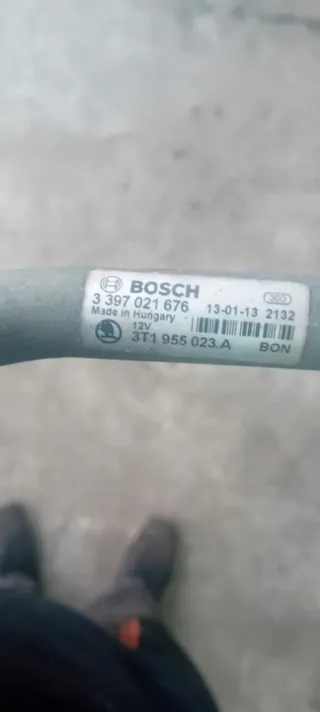 BOSCH
3 397 021 676
13-01-13 2132
Made in Hungary
12V
3T1 955 023.A
BON